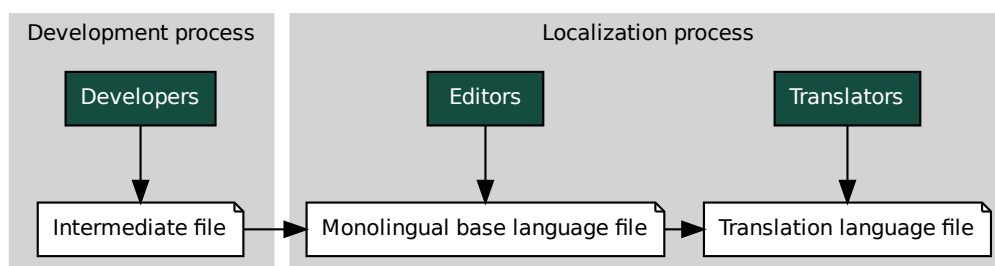 Development process
Localization process
Developers
Editors
Translators
Intermediate file
Monolingual base language file
Translation language file